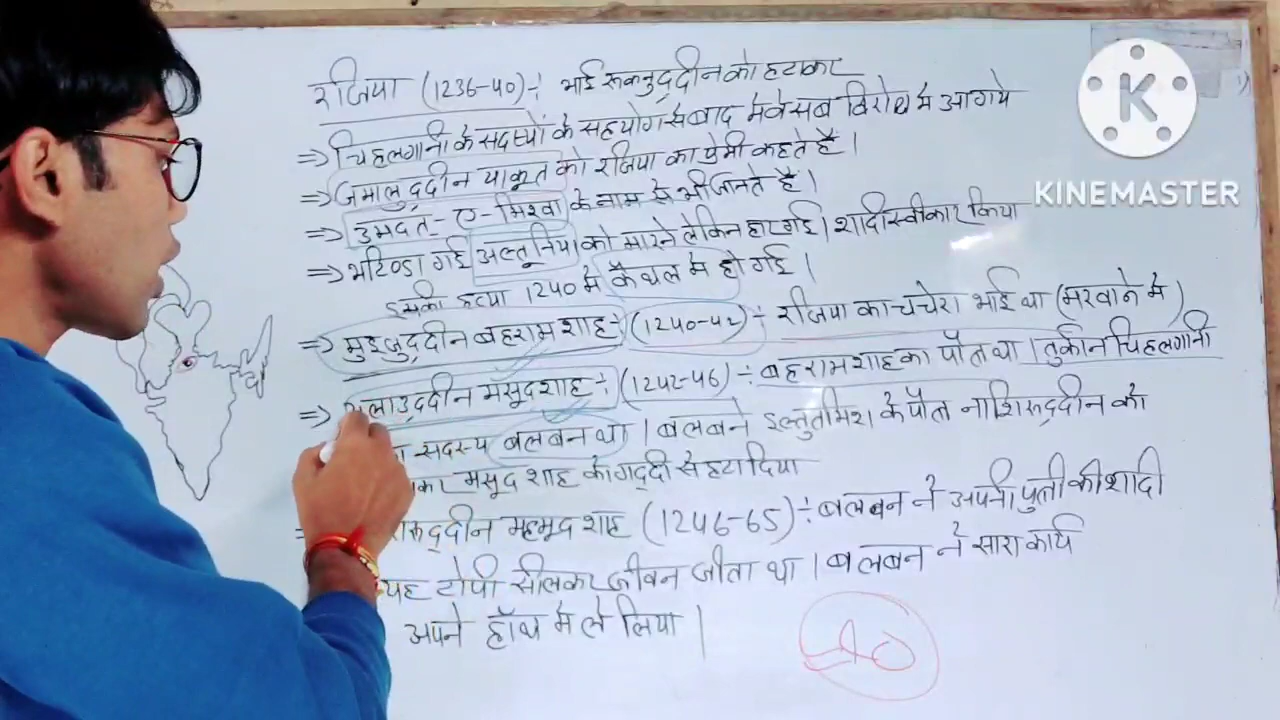 रजिया (1236-40) ÷ भाई रूकनुद्दीन को हटाकर
=> चिहलगानी के सदस्यों के सहयोग से बाद मे वे सब विरोध मे आगये
=> जमालुद्दीन याकूत को रजिया का प्रेमी कहते है।
=> उमदत-ए-मिश्वा के नाम से भी जानते है।
=> भटिण्डा गई अल्तूनिया को मारने लेकिन हार गई। शादी स्वीकार किया
इसकी हत्या 1240 में कैथल मे हो गई।
=> मुइजुद्दीन बहराम शाह ÷ (1240-42) ÷ रजिया का चचेरा भाई था (मरवाने मे)
=> अलाउद्दीन मसूद शाह ÷ (1242-46) ÷ बहराम शाह का पौत था। तुर्कान चिहलगानी
सदस्य बलबन था। बलबने इल्तुतमिश के पौत नाशिरुद्दीन को
मसूद शाह को गद्दी से हटा दिया
महमूद शाह (1246-65) ÷ बलबन ने अपनी पुती की शादी
यह टोपी सीलकर जीवन जीता था। बलबन ने सारा कार्य
अपने हाँथ मे ले लिया।
K
KINEMASTER